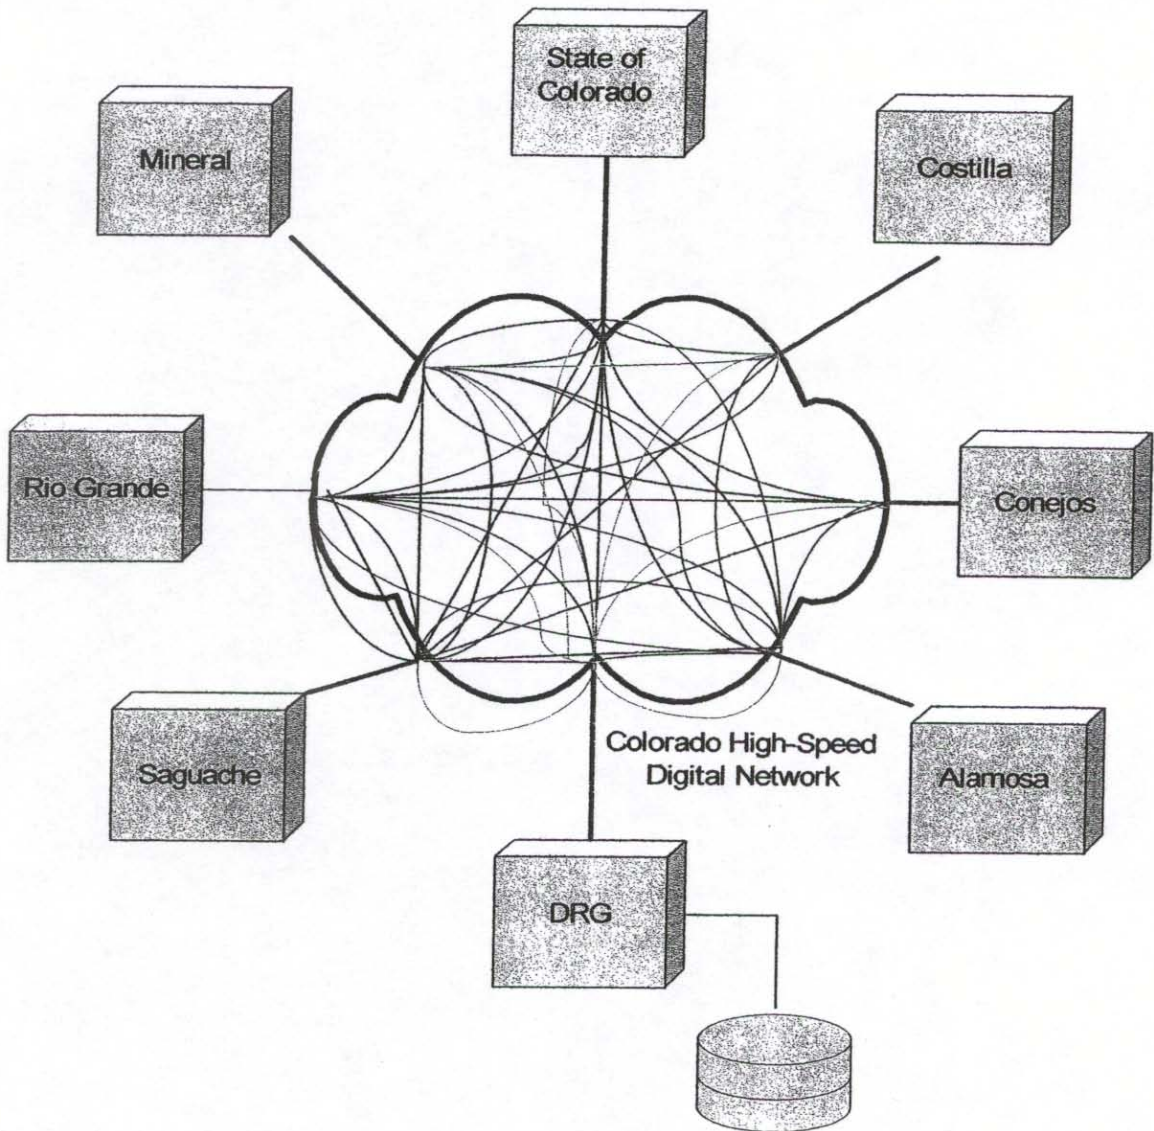 State of
Colorado
Mineral
Costilla
Rio Grande
Conejos
Saguache
Colorado High-Speed
Digital Network
Alamosa
DRG